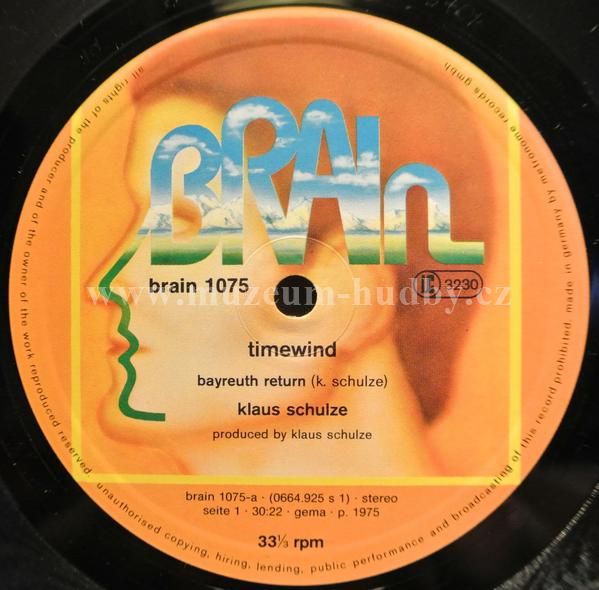 BRAIN
brain 1075
LC 3230
www.muzeum-hudby.cz
timewind
bayreuth return (k. schulze)
klaus schulze
produced by klaus schulze
brain 1075-a · (0664.925 s 1) · stereo
seite 1 · 30:22 · gema · p. 1975
33⅓ rpm
all rights of the producer and of the owner of the work reproduced reserved. unauthorised copying, hiring, lending, public performance and broadcasting of this record prohibited. made in germany by metronome records gmbh